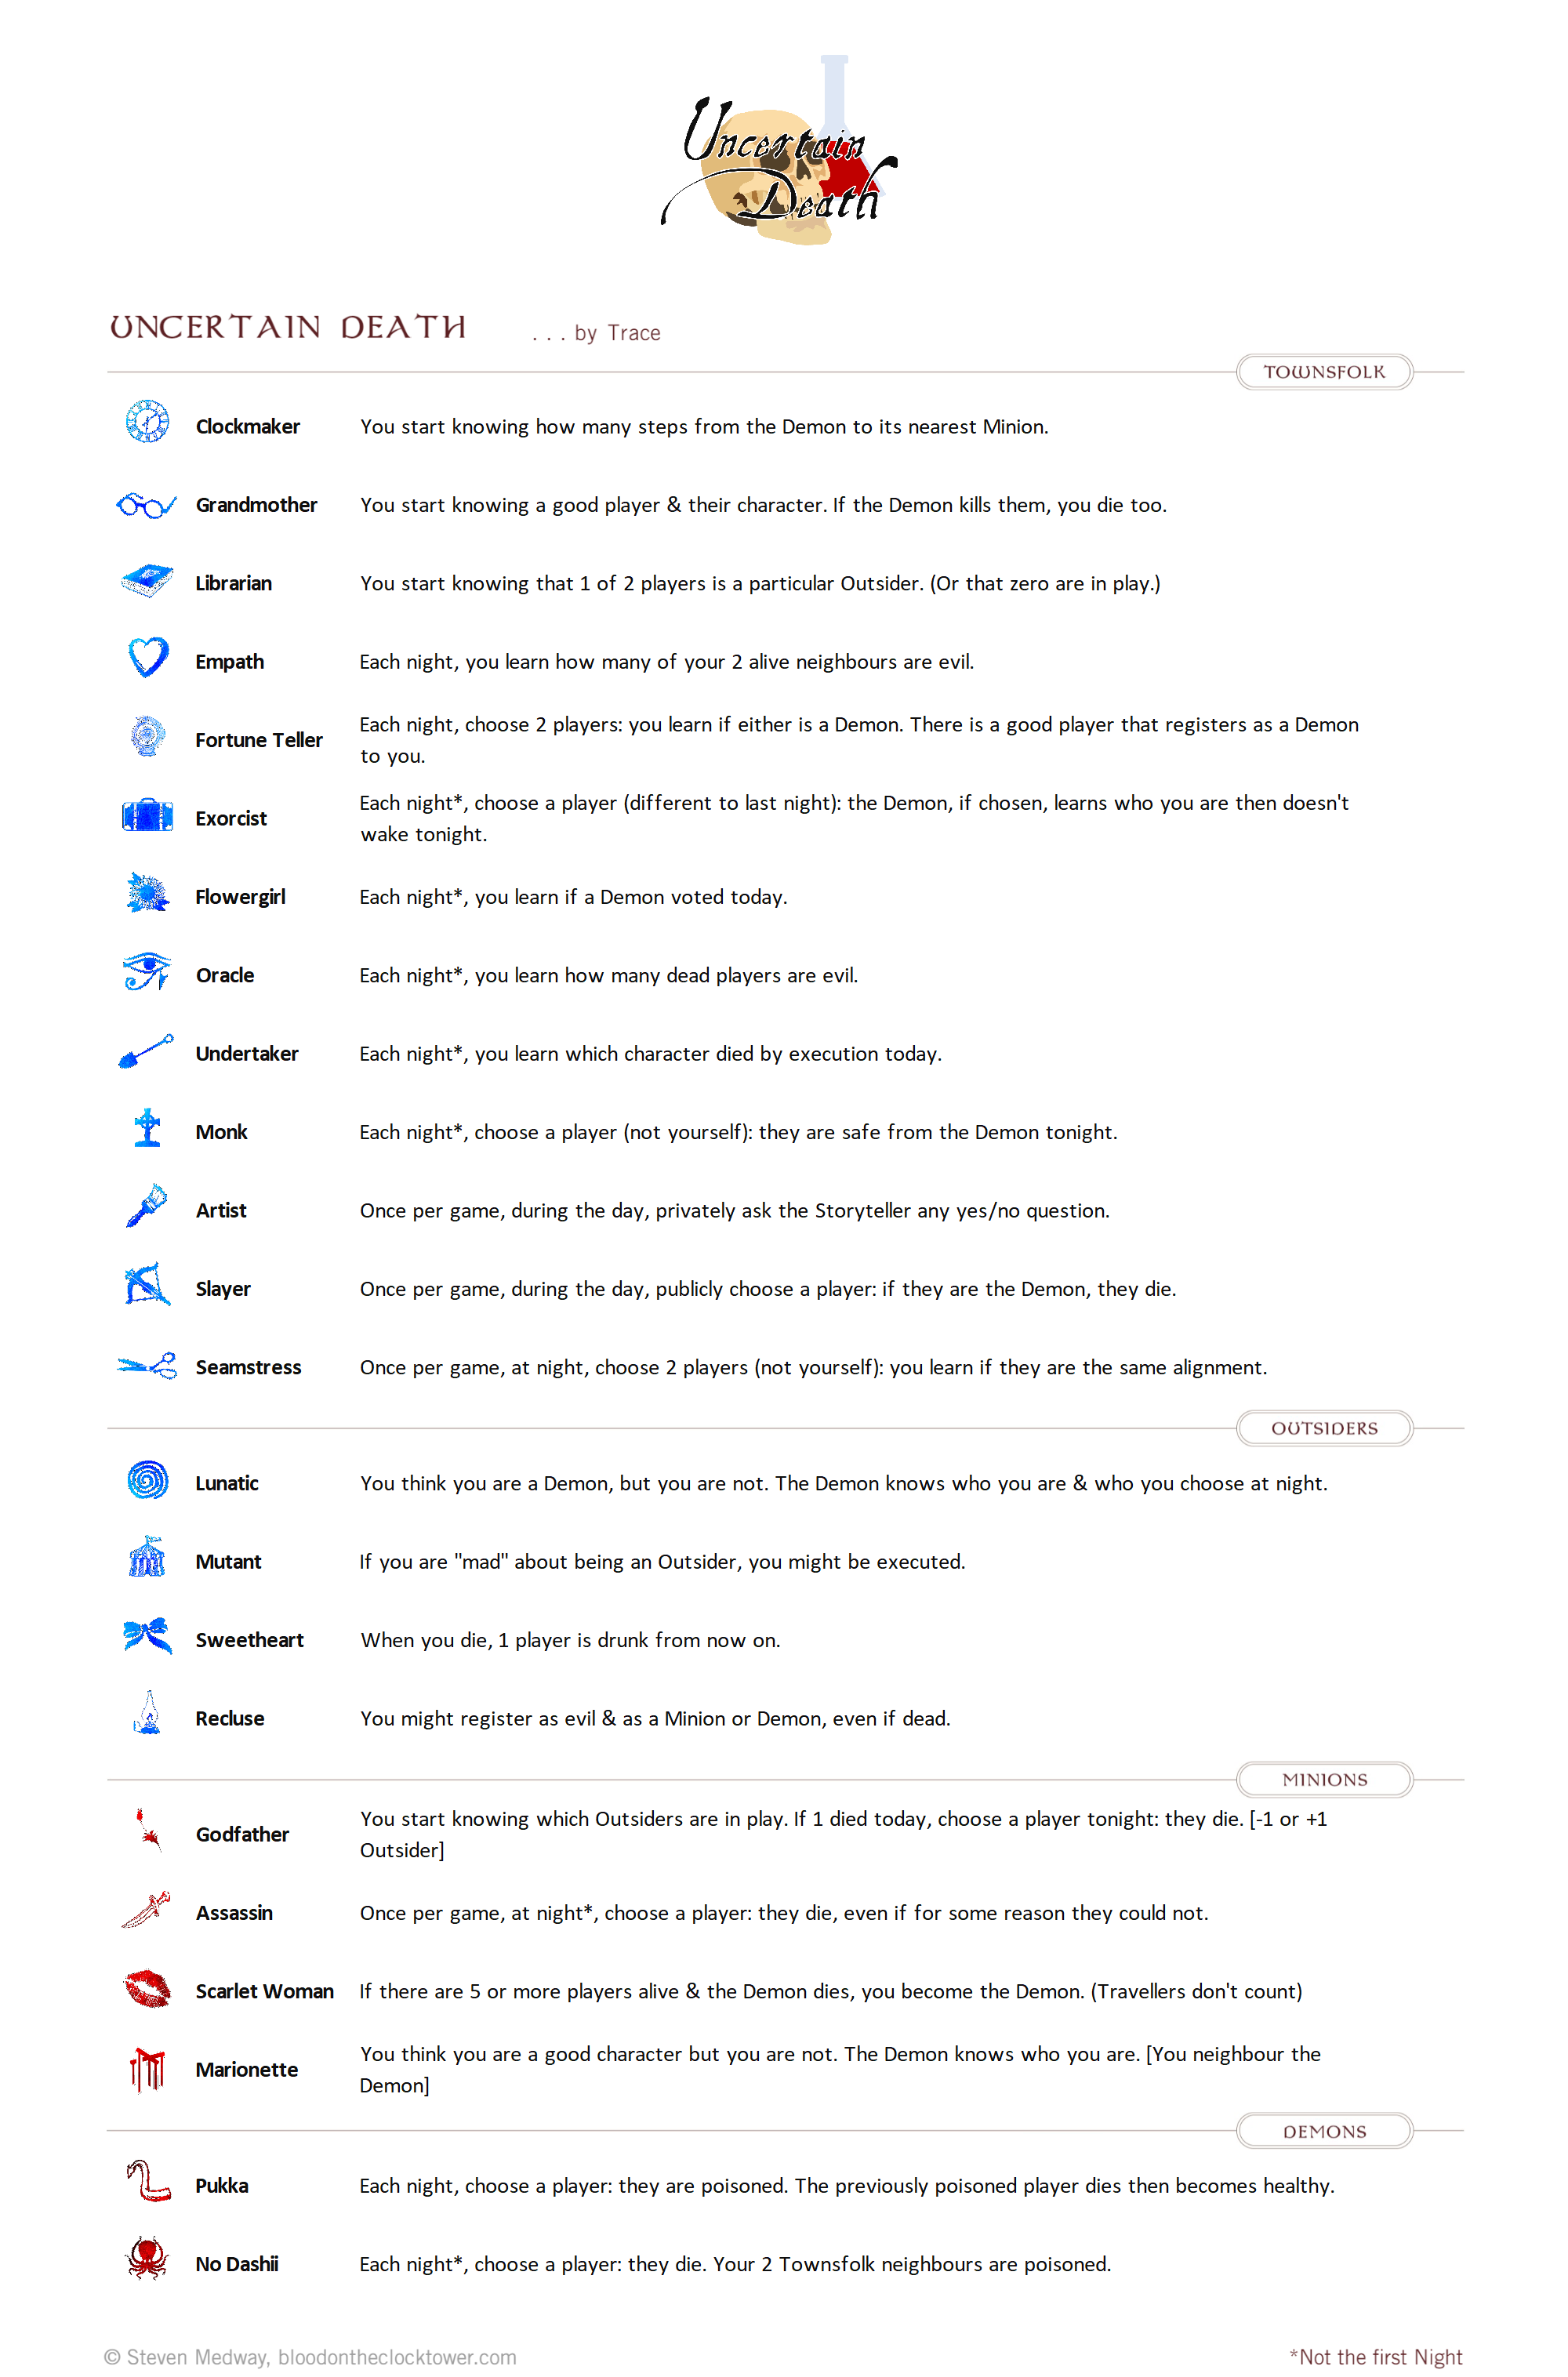 Uncertain
Death
UNCERTAIN DEATH ... by Trace
TOWNSFOLK
Clockmaker You start knowing how many steps from the Demon to its nearest Minion.
Grandmother You start knowing a good player & their character. If the Demon kills them, you die too.
Librarian You start knowing that 1 of 2 players is a particular Outsider. (Or that zero are in play.)
Empath Each night, you learn how many of your 2 alive neighbours are evil.
Fortune Teller Each night, choose 2 players: you learn if either is a Demon. There is a good player that registers as a Demon
to you.
Exorcist Each night*, choose a player (different to last night): the Demon, if chosen, learns who you are then doesn't
wake tonight.
Flowergirl Each night*, you learn if a Demon voted today.
Oracle Each night*, you learn how many dead players are evil.
Undertaker Each night*, you learn which character died by execution today.
Monk Each night*, choose a player (not yourself): they are safe from the Demon tonight.
Artist Once per game, during the day, privately ask the Storyteller any yes/no question.
Slayer Once per game, during the day, publicly choose a player: if they are the Demon, they die.
Seamstress Once per game, at night, choose 2 players (not yourself): you learn if they are the same alignment.
OUTSIDERS
Lunatic You think you are a Demon, but you are not. The Demon knows who you are & who you choose at night.
Mutant If you are "mad" about being an Outsider, you might be executed.
Sweetheart When you die, 1 player is drunk from now on.
Recluse You might register as evil & as a Minion or Demon, even if dead.
MINIONS
Godfather You start knowing which Outsiders are in play. If 1 died today, choose a player tonight: they die. [-1 or +1
Outsider]
Assassin Once per game, at night*, choose a player: they die, even if for some reason they could not.
Scarlet Woman If there are 5 or more players alive & the Demon dies, you become the Demon. (Travellers don't count)
Marionette You think you are a good character but you are not. The Demon knows who you are. [You neighbour the
Demon]
DEMONS
Pukka Each night, choose a player: they are poisoned. The previously poisoned player dies then becomes healthy.
No Dashii Each night*, choose a player: they die. Your 2 Townsfolk neighbours are poisoned.
© Steven Medway, bloodontheclocktower.com *Not the first Night